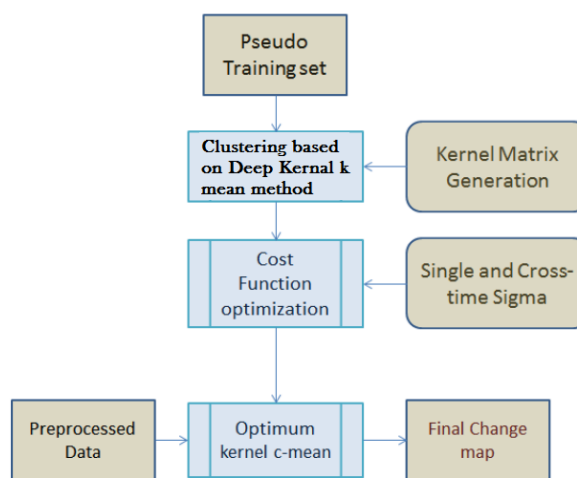 Pseudo
Training set
Clustering based
on Deep Kernal k
mean method
Kernel Matrix
Generation
Cost
Function
optimization
Single and Cross-
time Sigma
Preprocessed
Data
Optimum
kernel c-mean
Final Change
map